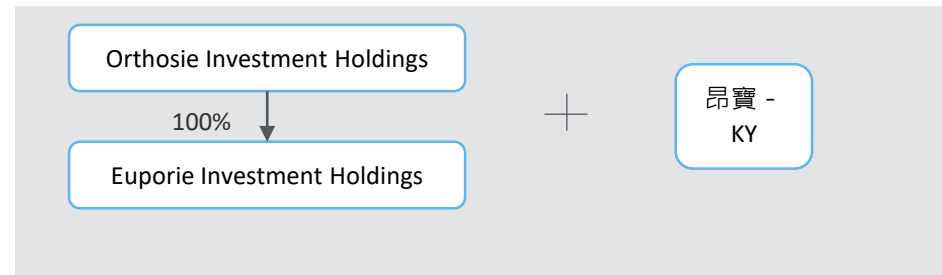 Orthosie Investment Holdings
100%
Euporie Investment Holdings
昂寶 -
KY